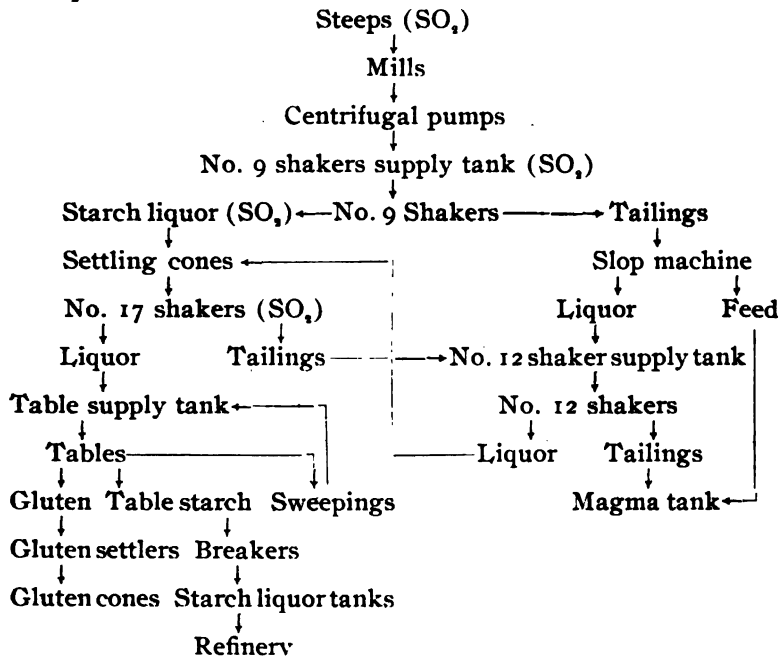 Steeps (SO₂)
Mills
Centrifugal pumps
No. 9 shakers supply tank (SO₂)
Starch liquor (SO₂) No. 9 Shakers Tailings
Settling cones Slop machine
No. 17 shakers (SO₂) Liquor Feed
Liquor Tailings No. 12 shaker supply tank
Table supply tank No. 12 shakers
Tables Liquor Tailings
Gluten Table starch Sweepings Magma tank
Gluten settlers Breakers
Gluten cones Starch liquor tanks
Refinery